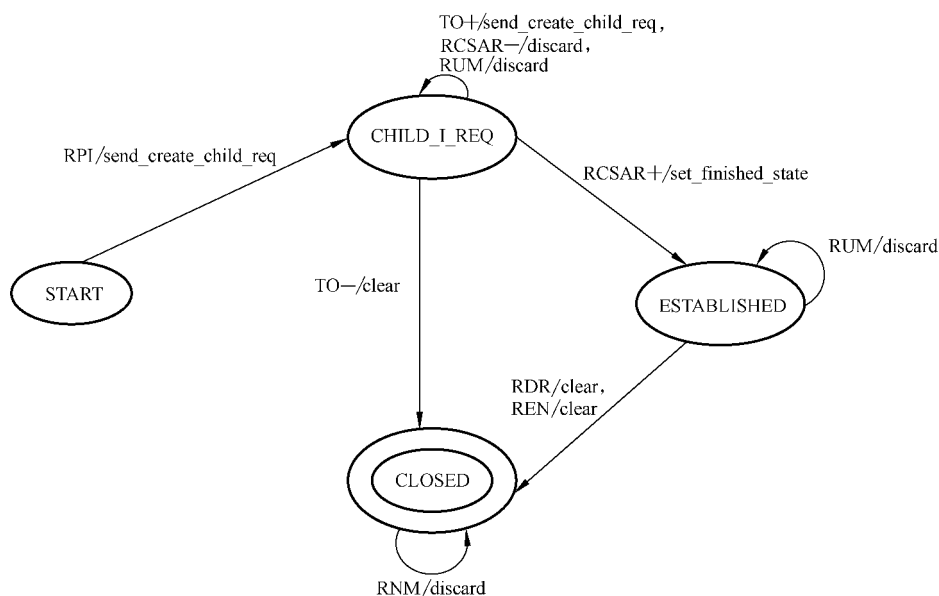 TO+/send_create_child_req,
RCSAR−/discard,
RUM/discard
CHILD_I_REQ
RPI/send_create_child_req
RCSAR+/set_finished_state
RUM/discard
START
TO−/clear
ESTABLISHED
RDR/clear,
REN/clear
CLOSED
RNM/discard